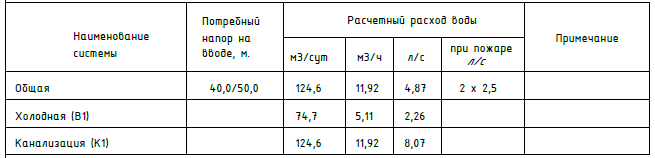 Наименование системы
Потребный напор на вводе, м.
Расчетный расход воды
Примечание
м3/сут
м3/ч
л/с
при пожаре л/с
Общая 40,0/50,0 124,6 11,92 4,87 2 x 2,5
Холодная (В1) 74,7 5,11 2,26
Канализация (К1) 124,6 11,92 8,07